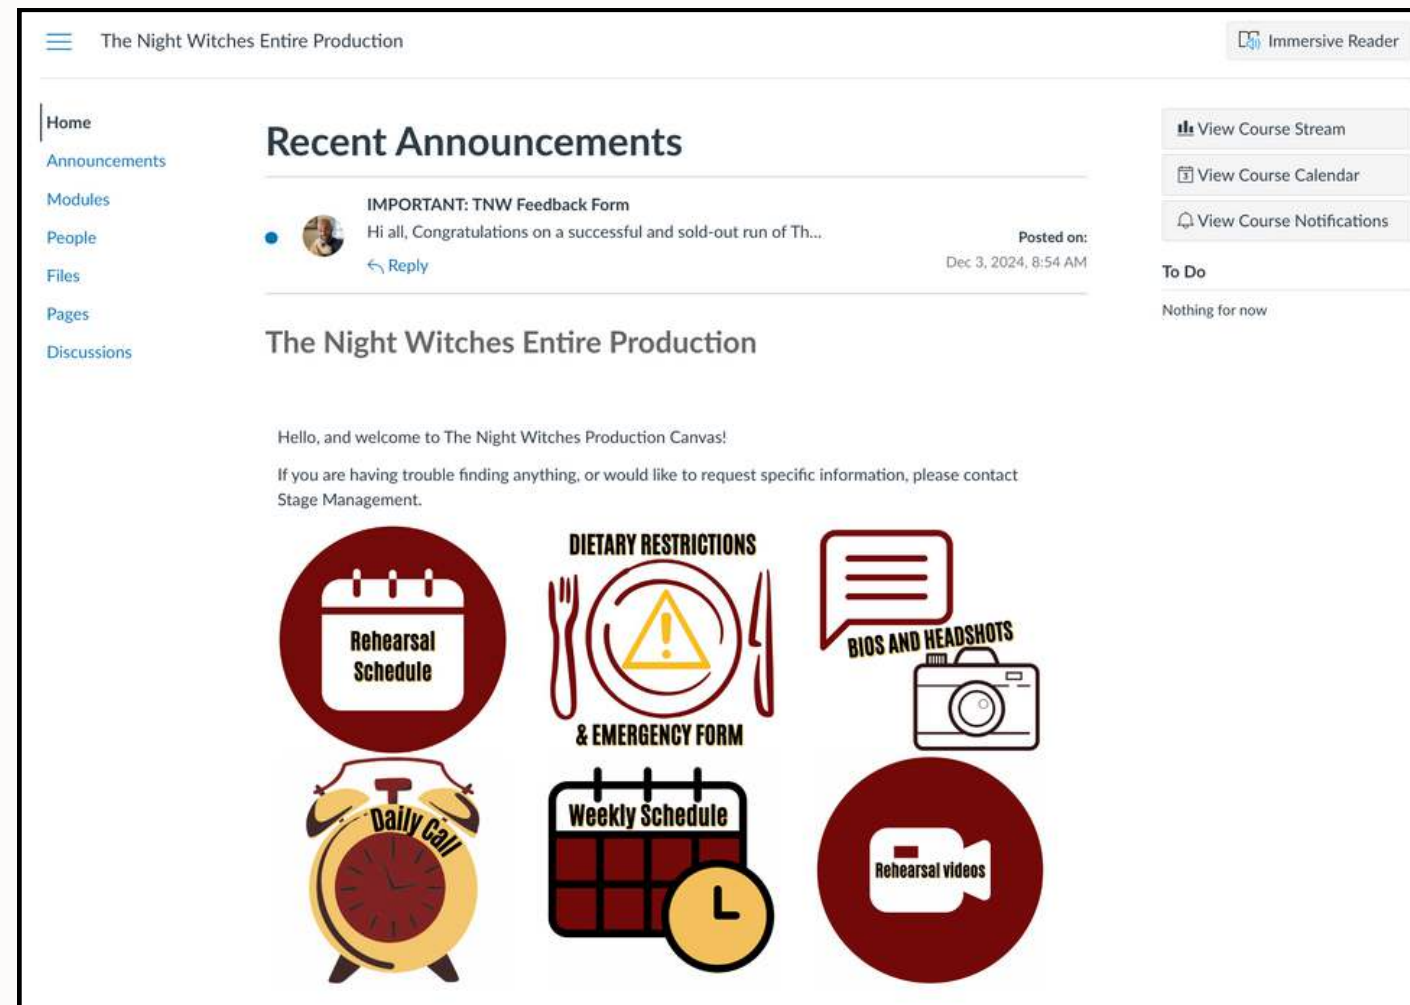 The Night Witches Entire Production
Immersive Reader
Home
Announcements
Modules
People
Files
Pages
Discussions
Recent Announcements
IMPORTANT: TNW Feedback Form
Hi all, Congratulations on a successful and sold-out run of Th...
Reply
Posted on:
Dec 3, 2024, 8:54 AM
The Night Witches Entire Production
Hello, and welcome to The Night Witches Production Canvas!
If you are having trouble finding anything, or would like to request specific information, please contact
Stage Management.
Rehearsal
Schedule
DIETARY RESTRICTIONS
& EMERGENCY FORM
BIOS AND HEADSHOTS
Daily Call
Weekly Schedule
Rehearsal videos
View Course Stream
3
View Course Calendar
View Course Notifications
To Do
Nothing for now